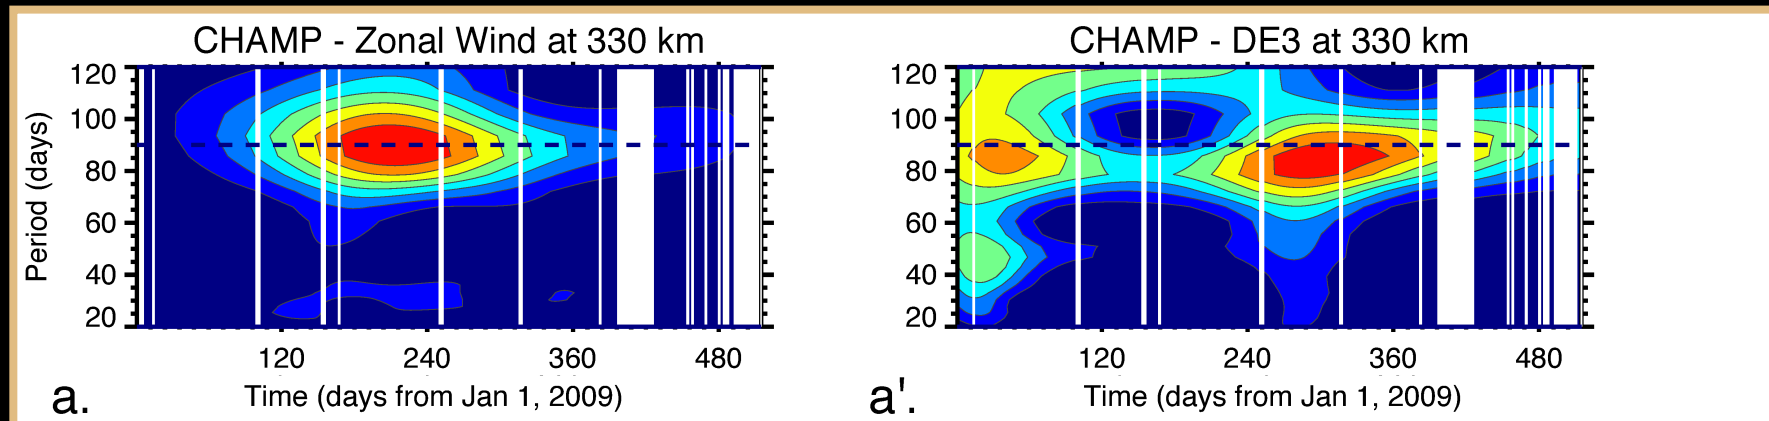 CHAMP - Zonal Wind at 330 km
Period (days)
120
100
80
60
40
20
120 240 360 480
Time (days from Jan 1, 2009)
a.
CHAMP - DE3 at 330 km
120
100
80
60
40
20
120 240 360 480
Time (days from Jan 1, 2009)
a'.